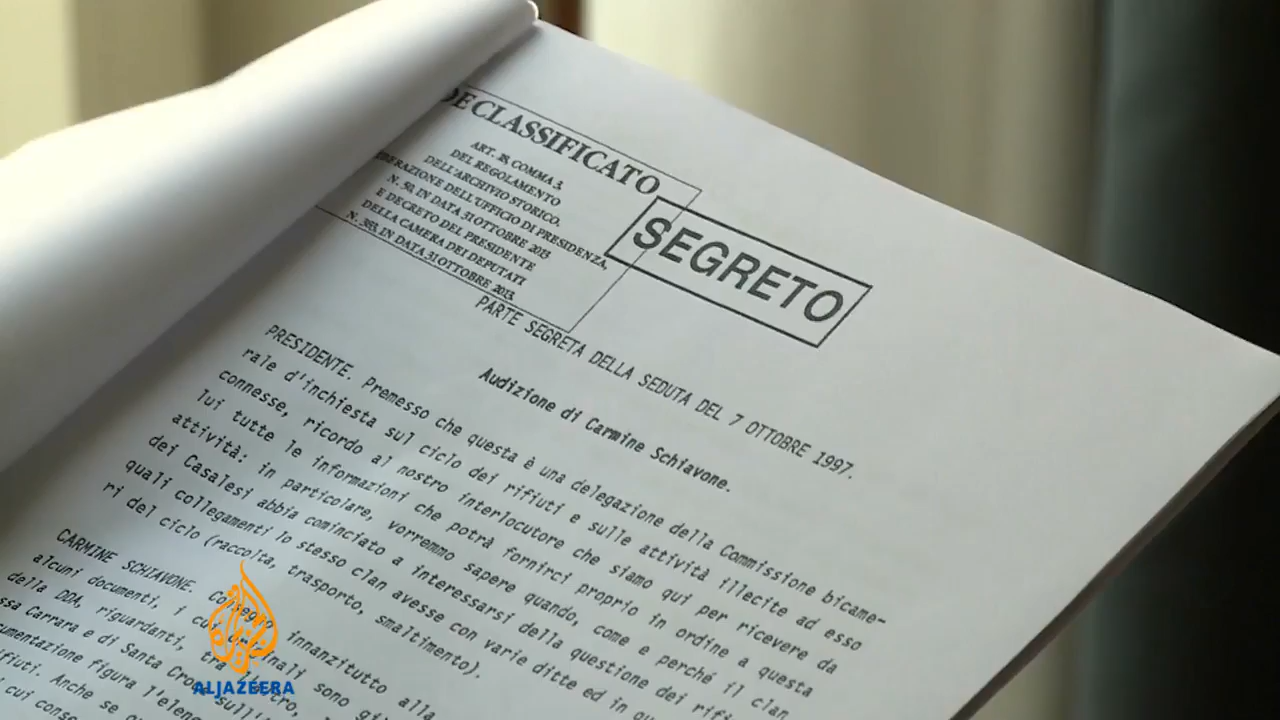 DECLASSIFICATO
ART. 28, COMMA 3,
DEL REGOLAMENTO
DELL'ARCHIVIO STORICO.
DELL'UFFICIO DI PRESIDENZA,
N. 50, IN DATA 31 OTTOBRE 2013
E DECRETO DEL PRESIDENTE
DELLA CAMERA DEI DEPUTATI
IN DATA 31 OTTOBRE 2013.
SEGRETO
PARTE SEGRETA DELLA SEDUTA DEL 7 OTTOBRE 1997.
Audizione di Carmine Schiavone.
PRESIDENTE. Premesso che questa è una delegazione della Commissione bicame-
rale d'inchiesta sul ciclo dei rifiuti e sulle attività illecite ad esso
connesse, ricordo al nostro interlocutore che siamo qui per ricevere da
lui tutte le informazioni che potrà fornirci proprio in ordine a questa
attività: in particolare, vorremmo sapere quando, come e perché il clan
dei Casalesi abbia cominciato a interessarsi della questione dei rifi
quali collegamenti lo stesso clan avesse con varie ditte ed in
ri del ciclo (raccolta, trasporto, smaltimento).
CARMINE SCHIAVONE. innanzitutto alla
alcuni documenti, i sono
della DDA, riguardanti, tra
Carrara e di Santa
figura
Anche se
cui
ALJAZEERA